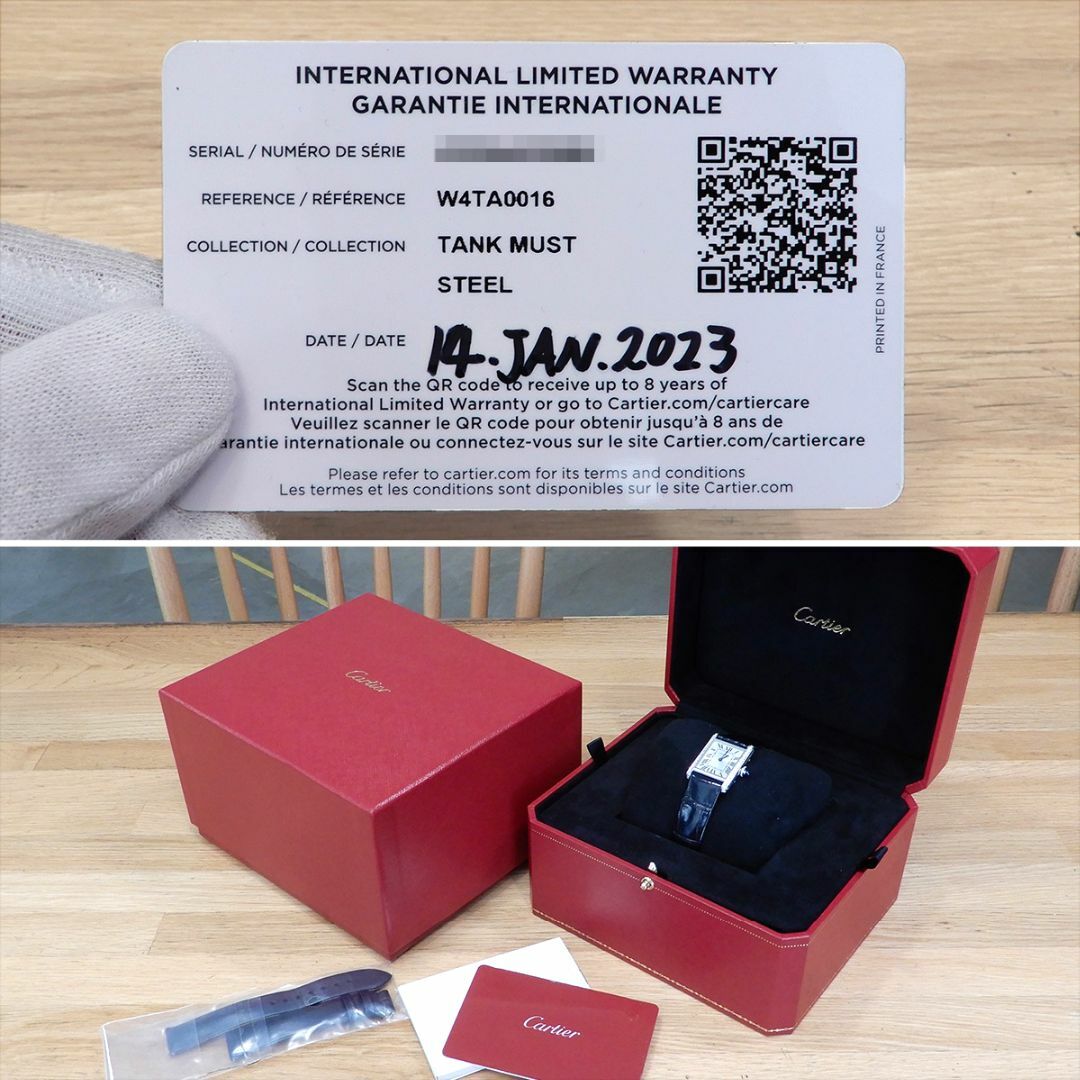 INTERNATIONAL LIMITED WARRANTY
GARANTIE INTERNATIONALE
SERIAL / NUMÉRO DE SÉRIE
REFERENCE / RÉFÉRENCE W4TA0016
COLLECTION / COLLECTION TANK MUST
STEEL
DATE / DATE 14.JAN.2023
PRINTED IN FRANCE
Scan the QR code to receive up to 8 years of
International Limited Warranty or go to Cartier.com/cartiercare
Veuillez scanner le QR code pour obtenir jusqu'à 8 ans de
arantie internationale ou connectez-vous sur le site Cartier.com/cartiercare
Please refer to cartier.com for its terms and conditions
Les termes et les conditions sont disponibles sur le site Cartier.com
Cartier
Cartier
Cartier